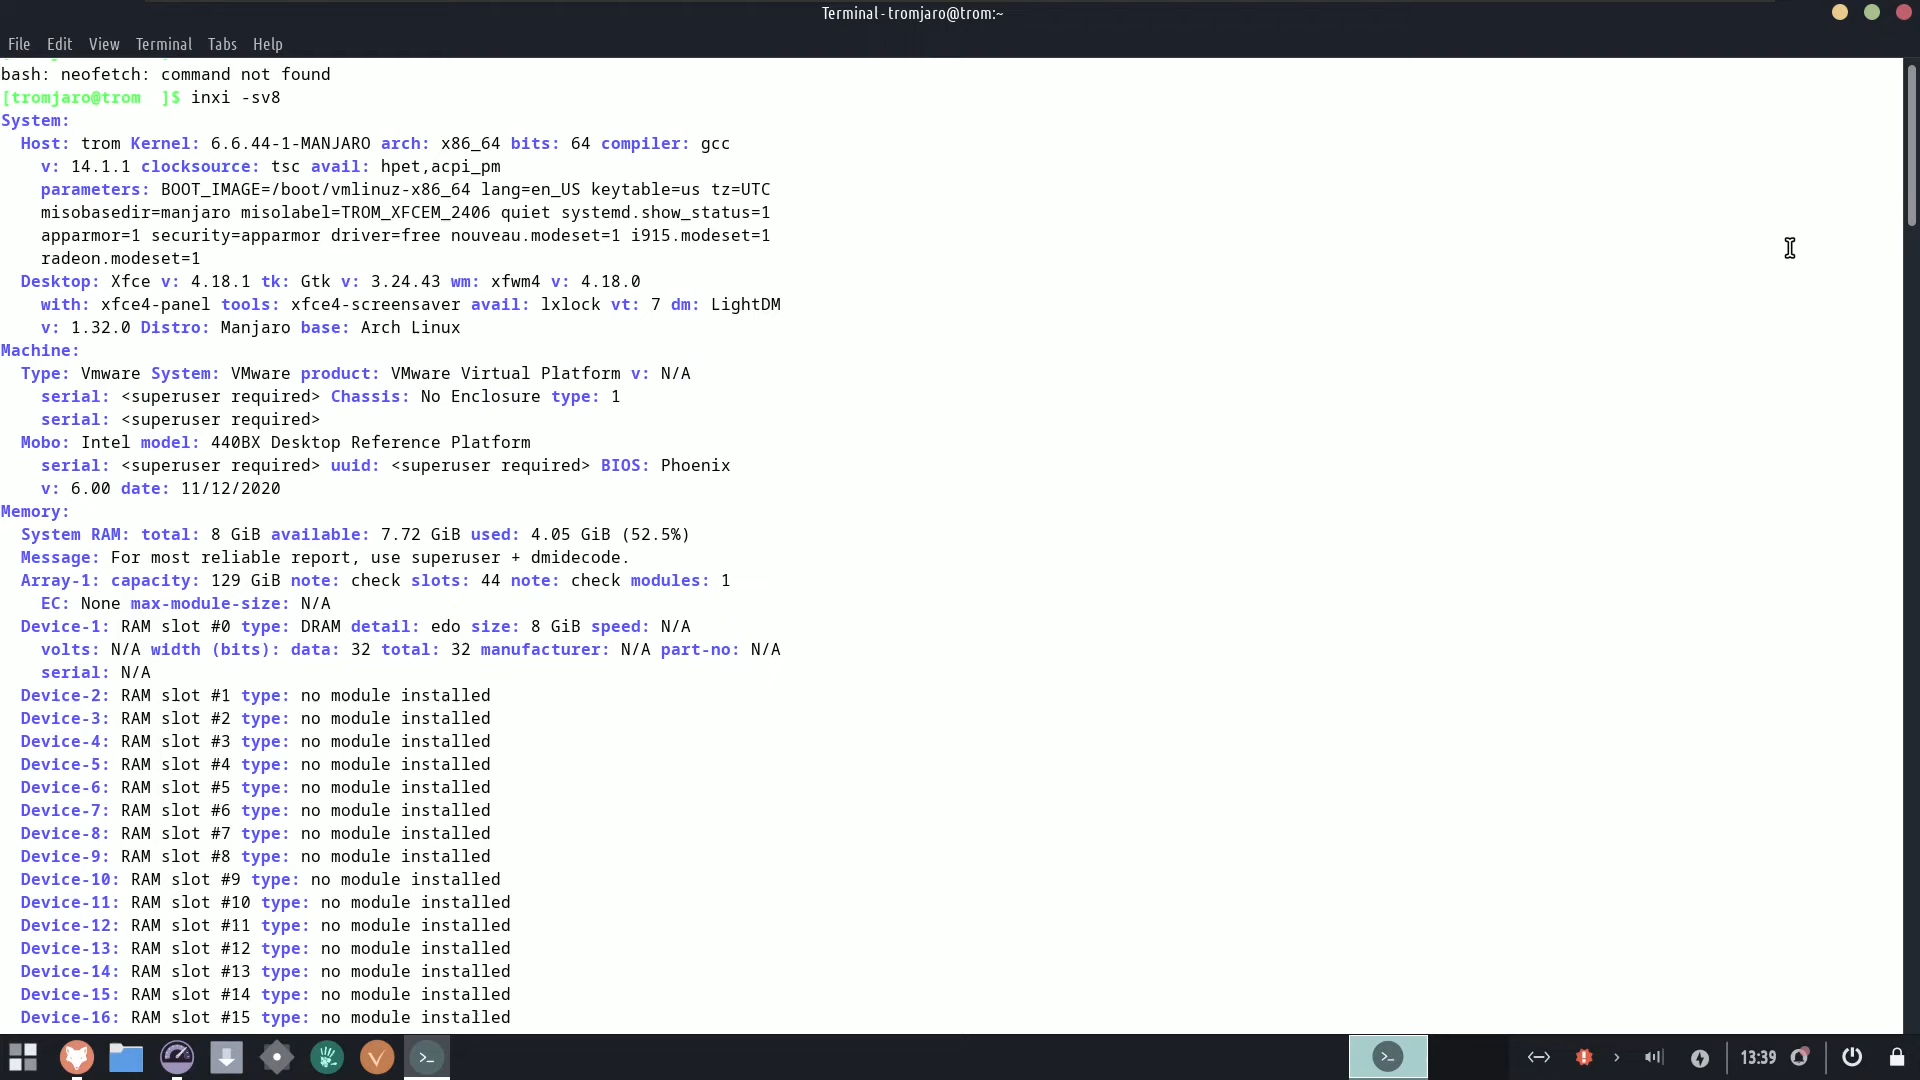 Terminal - tromjaro@trom:~
File Edit View Terminal Tabs Help
bash: neofetch: command not found
[tromjaro@trom  ]$ inxi -sv8
System:
  Host: trom Kernel: 6.6.44-1-MANJARO arch: x86_64 bits: 64 compiler: gcc
    v: 14.1.1 clocksource: tsc avail: hpet,acpi_pm
    parameters: BOOT_IMAGE=/boot/vmlinuz-x86_64 lang=en_US keytable=us tz=UTC
    misobasedir=manjaro misolabel=TROM_XFCEM_2406 quiet systemd.show_status=1
    apparmor=1 security=apparmor driver=free nouveau.modeset=1 i915.modeset=1
    radeon.modeset=1
  Desktop: Xfce v: 4.18.1 tk: Gtk v: 3.24.43 wm: xfwm4 v: 4.18.0
    with: xfce4-panel tools: xfce4-screensaver avail: lxlock vt: 7 dm: LightDM
    v: 1.32.0 Distro: Manjaro base: Arch Linux
Machine:
  Type: Vmware System: VMware product: VMware Virtual Platform v: N/A
    serial: <superuser required> Chassis: No Enclosure type: 1
    serial: <superuser required>
  Mobo: Intel model: 440BX Desktop Reference Platform
    serial: <superuser required> uuid: <superuser required> BIOS: Phoenix
    v: 6.00 date: 11/12/2020
Memory:
  System RAM: total: 8 GiB available: 7.72 GiB used: 4.05 GiB (52.5%)
  Message: For most reliable report, use superuser + dmidecode.
  Array-1: capacity: 129 GiB note: check slots: 44 note: check modules: 1
    EC: None max-module-size: N/A
  Device-1: RAM slot #0 type: DRAM detail: edo size: 8 GiB speed: N/A
    volts: N/A width (bits): data: 32 total: 32 manufacturer: N/A part-no: N/A
    serial: N/A
  Device-2: RAM slot #1 type: no module installed
  Device-3: RAM slot #2 type: no module installed
  Device-4: RAM slot #3 type: no module installed
  Device-5: RAM slot #4 type: no module installed
  Device-6: RAM slot #5 type: no module installed
  Device-7: RAM slot #6 type: no module installed
  Device-8: RAM slot #7 type: no module installed
  Device-9: RAM slot #8 type: no module installed
  Device-10: RAM slot #9 type: no module installed
  Device-11: RAM slot #10 type: no module installed
  Device-12: RAM slot #11 type: no module installed
  Device-13: RAM slot #12 type: no module installed
  Device-14: RAM slot #13 type: no module installed
  Device-15: RAM slot #14 type: no module installed
  Device-16: RAM slot #15 type: no module installed
13:39